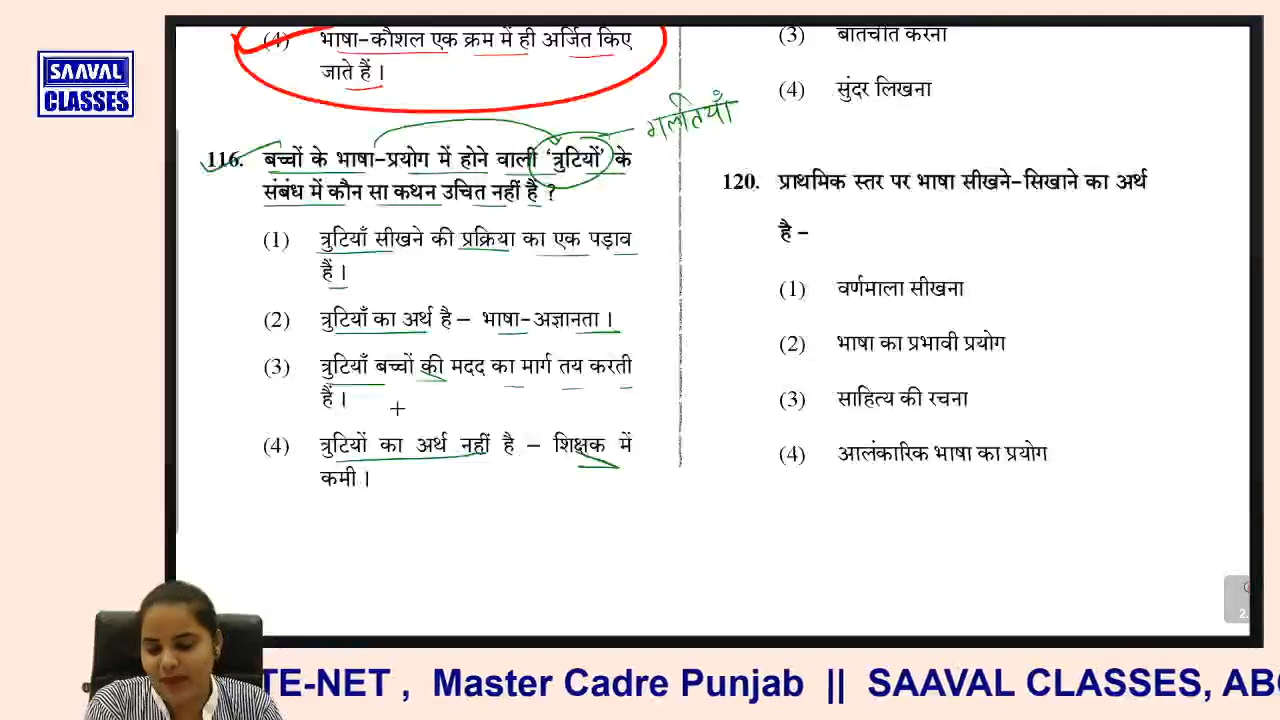 SAAVAL
CLASSES
(4) भाषा-कौशल एक क्रम में ही अर्जित किए
जाते हैं ।
गलतियाँ
116. बच्चों के भाषा-प्रयोग में होने वाली ‘त्रुटियों’ के
संबंध में कौन सा कथन उचित नहीं है ?
(1) त्रुटियाँ सीखने की प्रक्रिया का एक पड़ाव
हैं ।
(2) त्रुटियाँ का अर्थ है – भाषा-अज्ञानता ।
(3) त्रुटियाँ बच्चों की मदद का मार्ग तय करती
हैं ।
(4) त्रुटियों का अर्थ नहीं है – शिक्षक में
कमी ।
(3) बातचीत करना
(4) सुंदर लिखना
120. प्राथमिक स्तर पर भाषा सीखने-सिखाने का अर्थ
है –
(1) वर्णमाला सीखना
(2) भाषा का प्रभावी प्रयोग
(3) साहित्य की रचना
(4) आलंकारिक भाषा का प्रयोग
TE-NET , Master Cadre Punjab || SAAVAL CLASSES, ABO